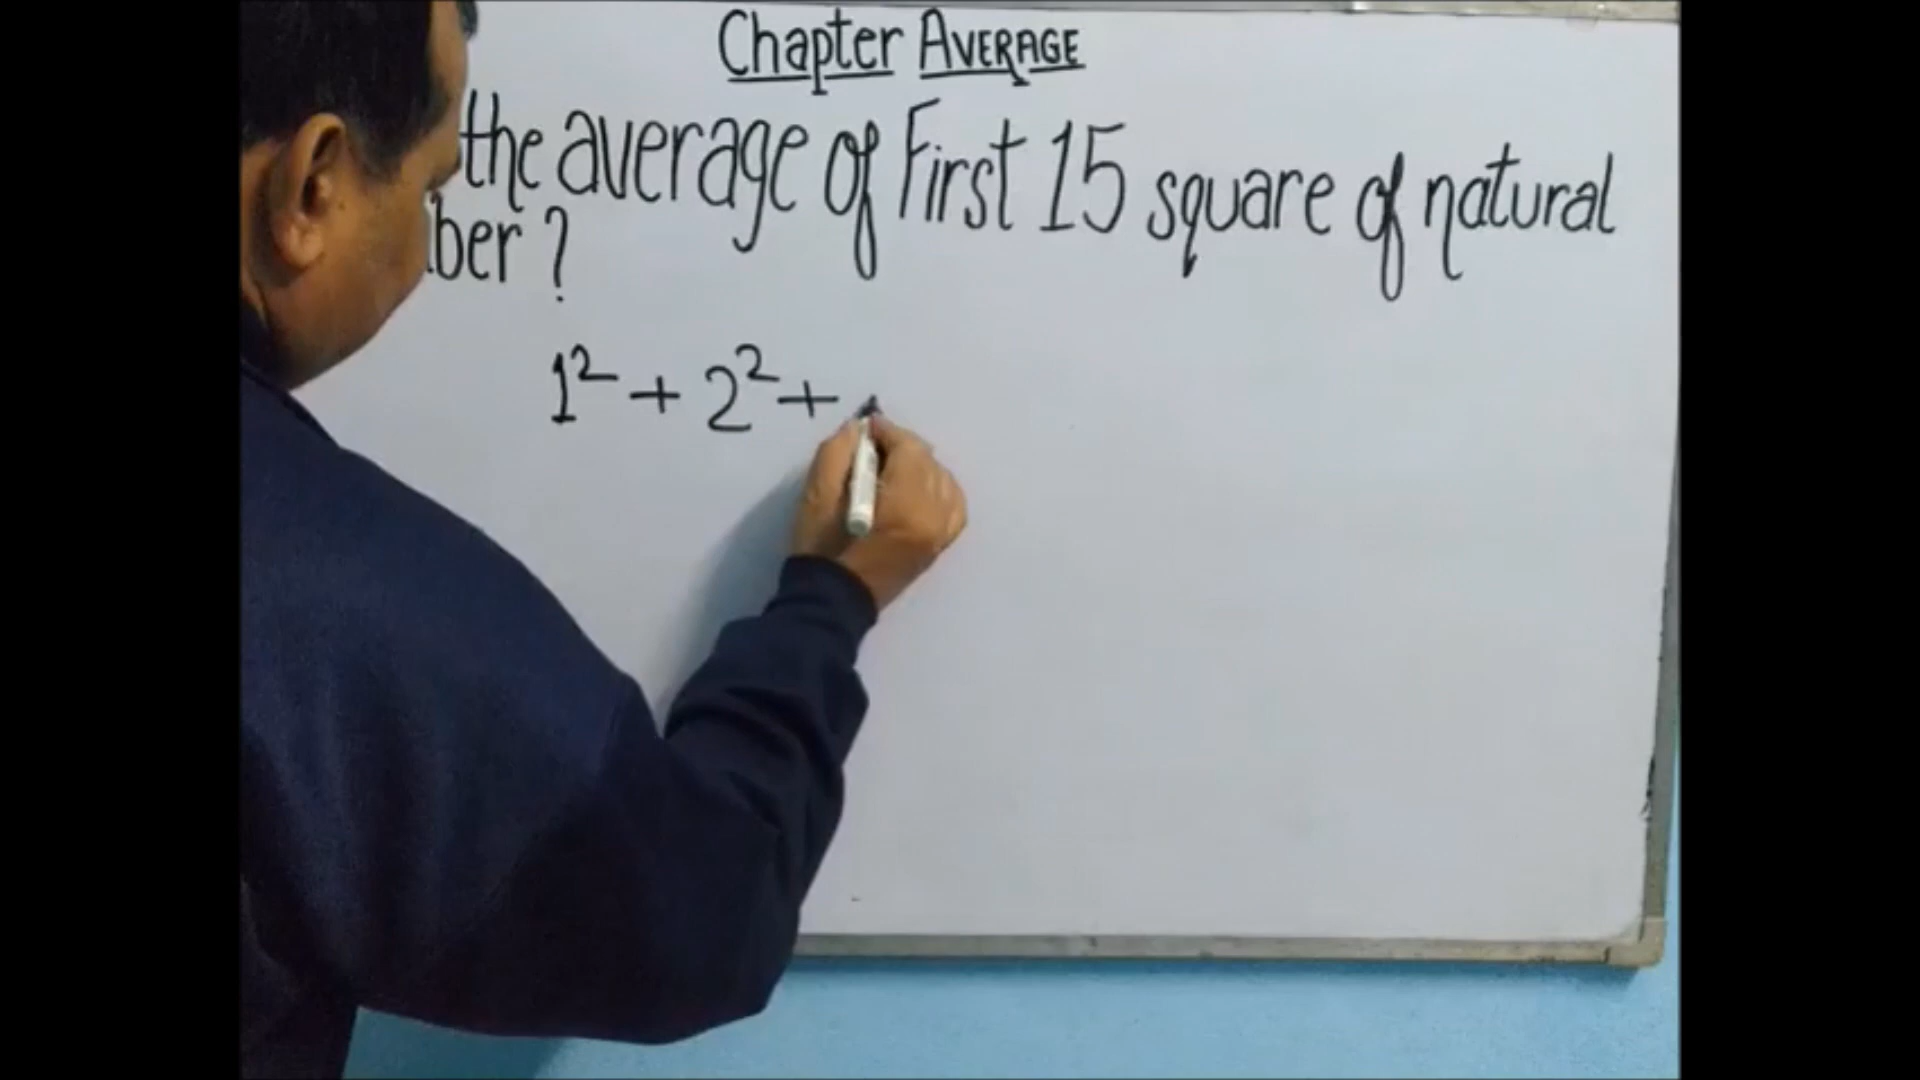 Chapter AVERAGE
the average of First 15 square of natural
ber ?
1² + 2² +